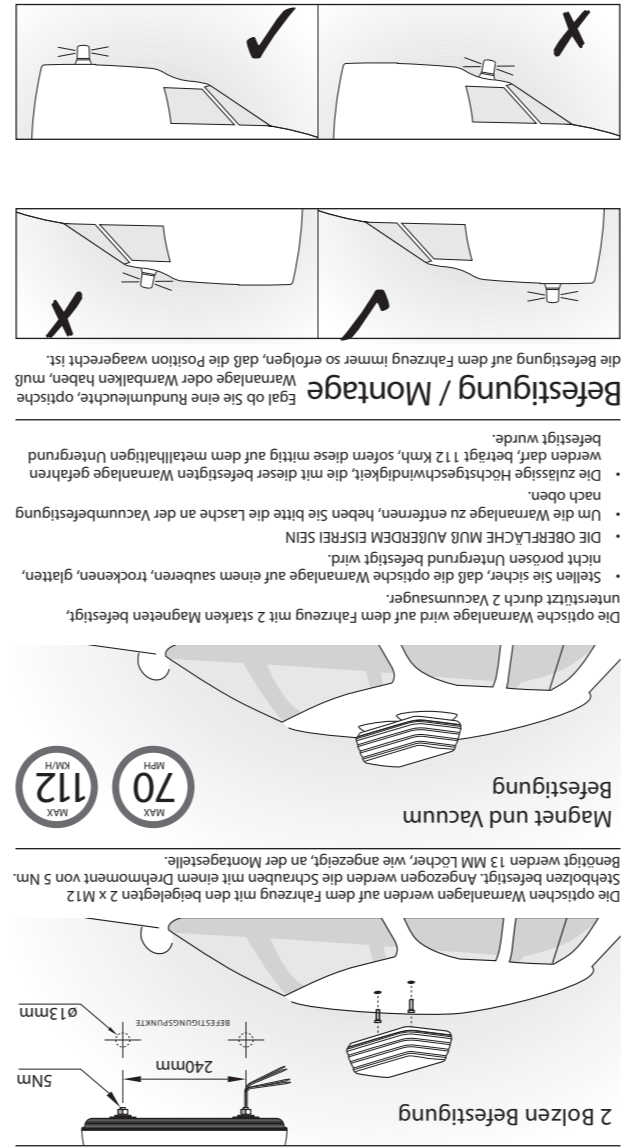 2 Bolzen Befestigung
5Nm
240mm
ø13mm
BEFESTIGUNGSPUNKTE
Die optischen Warnanlagen werden auf dem Fahrzeug mit den beigelegten 2 x M12
Stehbolzen befestigt. Angezogen werden die Schrauben mit einem Drehmoment von 5 Nm.
Benötigt werden 13 MM Löcher, wie angezeigt, an der Montagestelle.
Magnet und Vacuum
Befestigung
MAX
70
MPH
MAX
112
KM/H
Die optische Warnanlage wird auf dem Fahrzeug mit 2 starken Magneten befestigt,
unterstützt durch 2 Vacuumsauger.
• Stellen Sie sicher, daß die optische Warnanlage auf einem sauberen, trockenen, glatten,
nicht porösen Untergrund befestigt wird.
• DIE OBERFLÄCHE MUß AUßERDEM EISFREI SEIN
• Um die Warnanlage zu entfernen, heben Sie bitte die Lasche an der Vacuumbefestigung
nach oben.
• Die zulässige Höchstgeschwindigkeit, die mit dieser befestigten Warnanlage gefahren
werden darf, beträgt 112 Kmh, sofern diese mittig auf dem metallhaltigen Untergrund
befestigt wurde.
Befestigung / Montage
Egal ob Sie eine Rundumleuchte, optische
Warnanlage oder Warnbalken haben, muß
die Befestigung auf dem Fahrzeug immer so erfolgen, daß die Position waagerecht ist.